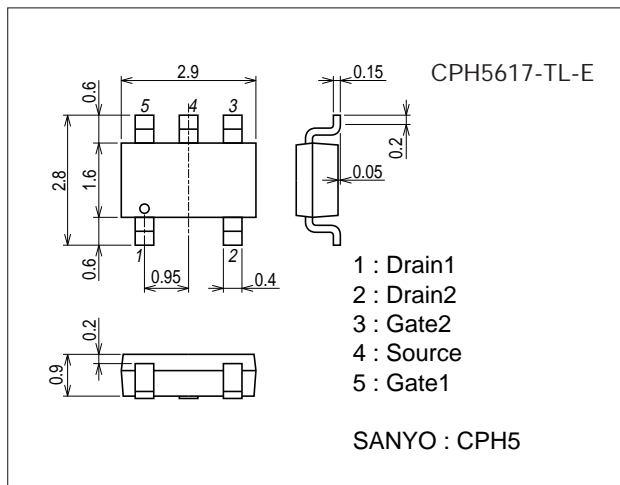 CPH5617-TL-E
2.9
0.15
0.6
5
4
3
0.2
2.8
1.6
0.05
0.6
1
2
0.95
0.4
1 : Drain1
2 : Drain2
3 : Gate2
4 : Source
5 : Gate1
0.2
0.9
SANYO : CPH5